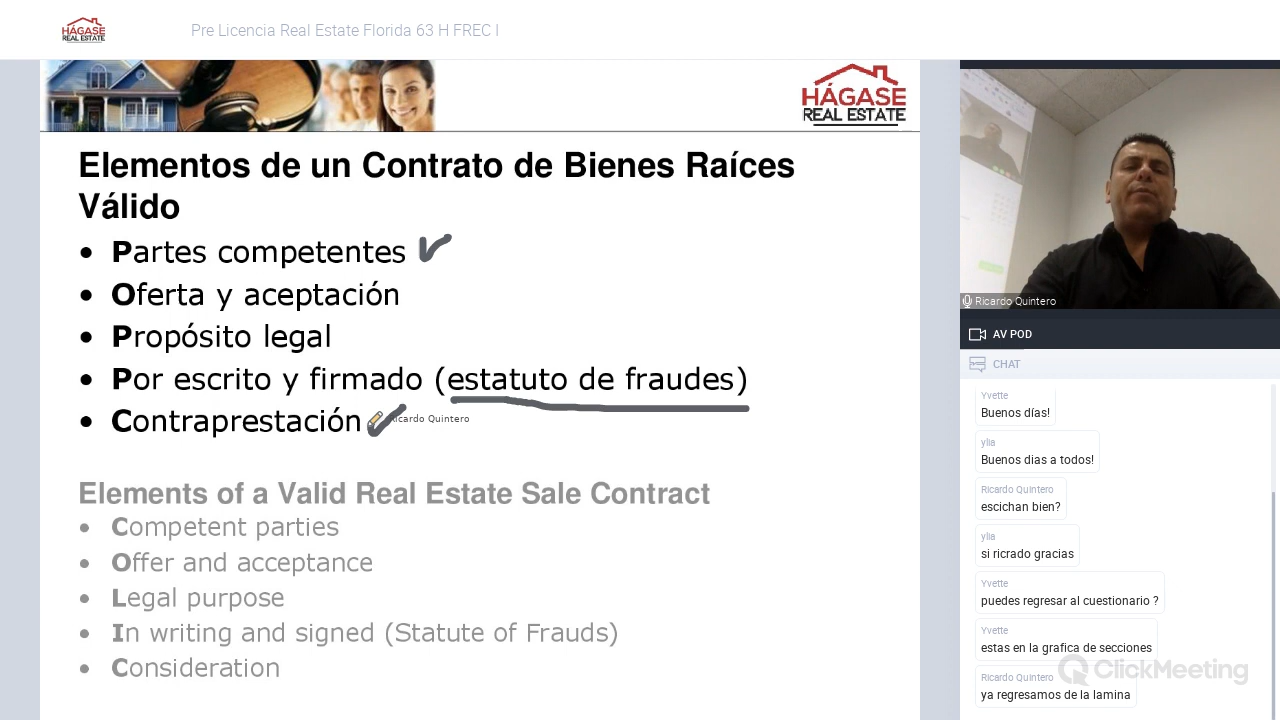 HÁGASE
REAL ESTATE
Pre Licencia Real Estate Florida 63 H FREC I
HÁGASE
REAL ESTATE
Elementos de un Contrato de Bienes Raíces
Válido
• Partes competentes
• Oferta y aceptación
• Propósito legal
• Por escrito y firmado (estatuto de fraudes)
• Contraprestación
Ricardo Quintero
Elements of a Valid Real Estate Sale Contract
• Competent parties
• Offer and acceptance
• Legal purpose
• In writing and signed (Statute of Frauds)
• Consideration
Ricardo Quintero
AV POD
CHAT
Yvette
Buenos días!
ylia
Buenos dias a todos!
Ricardo Quintero
escichan bien?
ylia
si ricrado gracias
Yvette
puedes regresar al cuestionario ?
Yvette
estas en la grafica de secciones
Ricardo Quintero
ya regresamos de la lamina
ClickMeeting